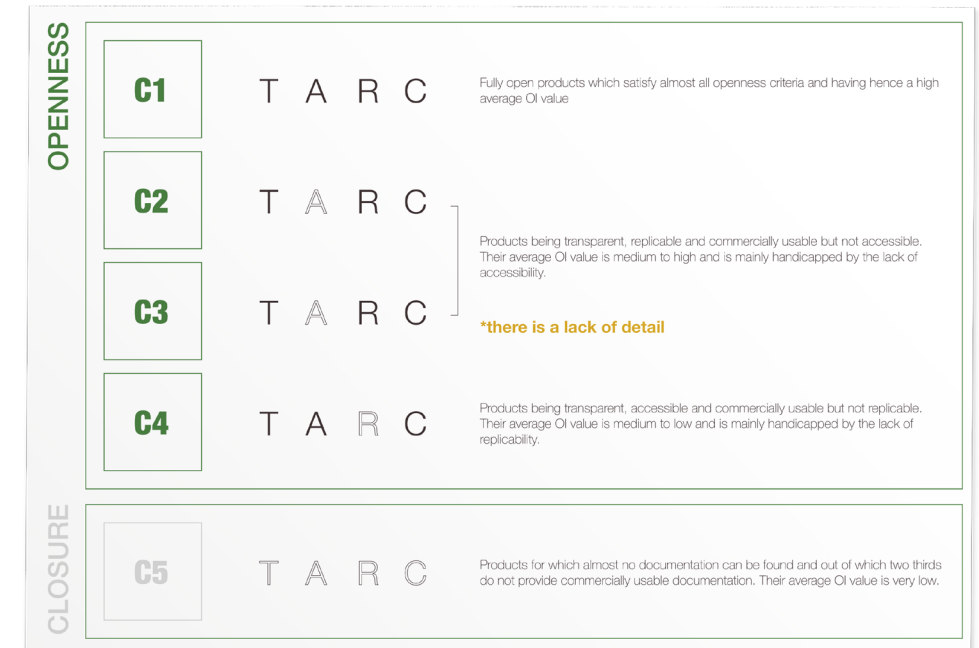 OPENNESS
C1
T A R C
Fully open products which satisfy almost all openness criteria and having hence a high
average OI value
C2
T A R C
Products being transparent, replicable and commercially usable but not accessible.
Their average OI value is medium to high and is mainly handicapped by the lack of
accessibility.
C3
T A R C
*there is a lack of detail
C4
T A R C
Products being transparent, accessible and commercially usable but not replicable.
Their average OI value is medium to low and is mainly handicapped by the lack of
replicability.
CLOSURE
C5
T A R C
Products for which almost no documentation can be found and out of which two thirds
do not provide commercially usable documentation. Their average OI value is very low.